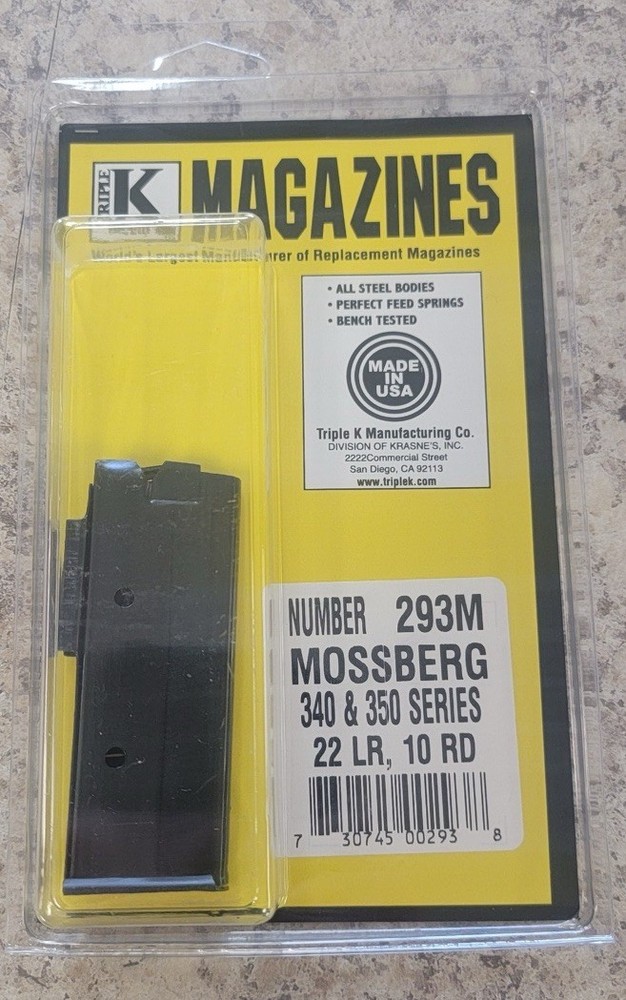 TRIPLE K MAGAZINES
World's Largest Manufacturer of Replacement Magazines
• ALL STEEL BODIES
• PERFECT FEED SPRINGS
• BENCH TESTED
MADE
IN
USA
Triple K Manufacturing Co.
DIVISION OF KRASNE'S, INC.
2222Commercial Street
San Diego, CA 92113
www.triplek.com
NUMBER 293M
MOSSBERG
340 & 350 SERIES
22 LR, 10 RD
7 30745 00293 8